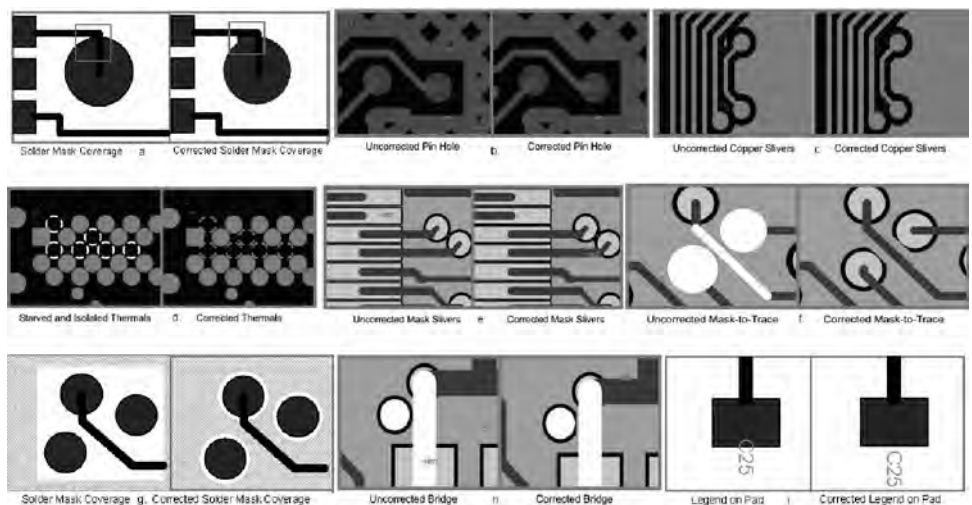 Solder Mask Coverage a Corrected Solder Mask Coverage
Uncorrected Pin Hole b. Corrected Pin Hole
Uncorrected Copper Slivers c. Corrected Copper Slivers
Starved and Isolated Thermals d. Corrected Thermals
Uncorrected Mask Slivers e. Corrected Mask Slivers
Uncorrected Mask-to-Trace f. Corrected Mask-to-Trace
Solder Mask Coverage g. Corrected Solder Mask Coverage
Uncorrected Bridge Corrected Bridge
C25
C25
Legend on Pad i Corrected Legend on Pad